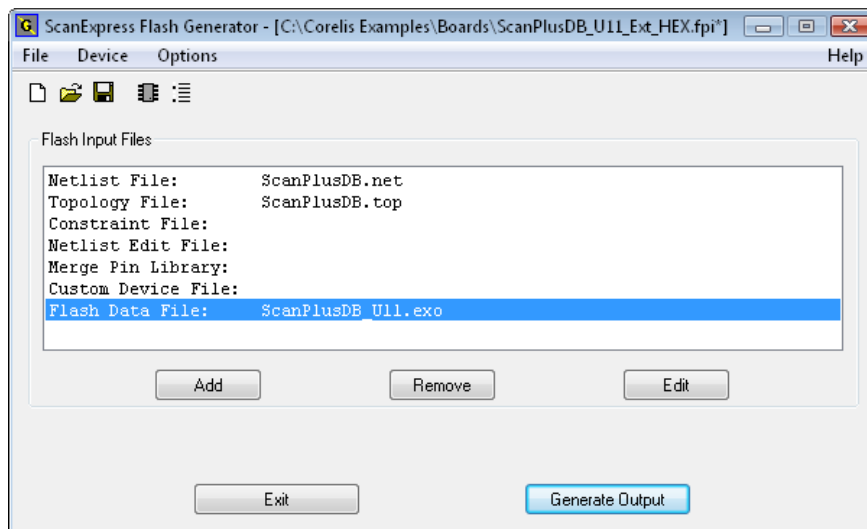 ScanExpress Flash Generator - [C:\Corelis Examples\Boards\ScanPlusDB_U11_Ext_HEX.fpi*]
File Device Options Help
Flash Input Files
Netlist File: ScanPlusDB.net
Topology File: ScanPlusDB.top
Constraint File:
Netlist Edit File:
Merge Pin Library:
Custom Device File:
Flash Data File: ScanPlusDB_U11.exo
Add Remove Edit
Exit Generate Output